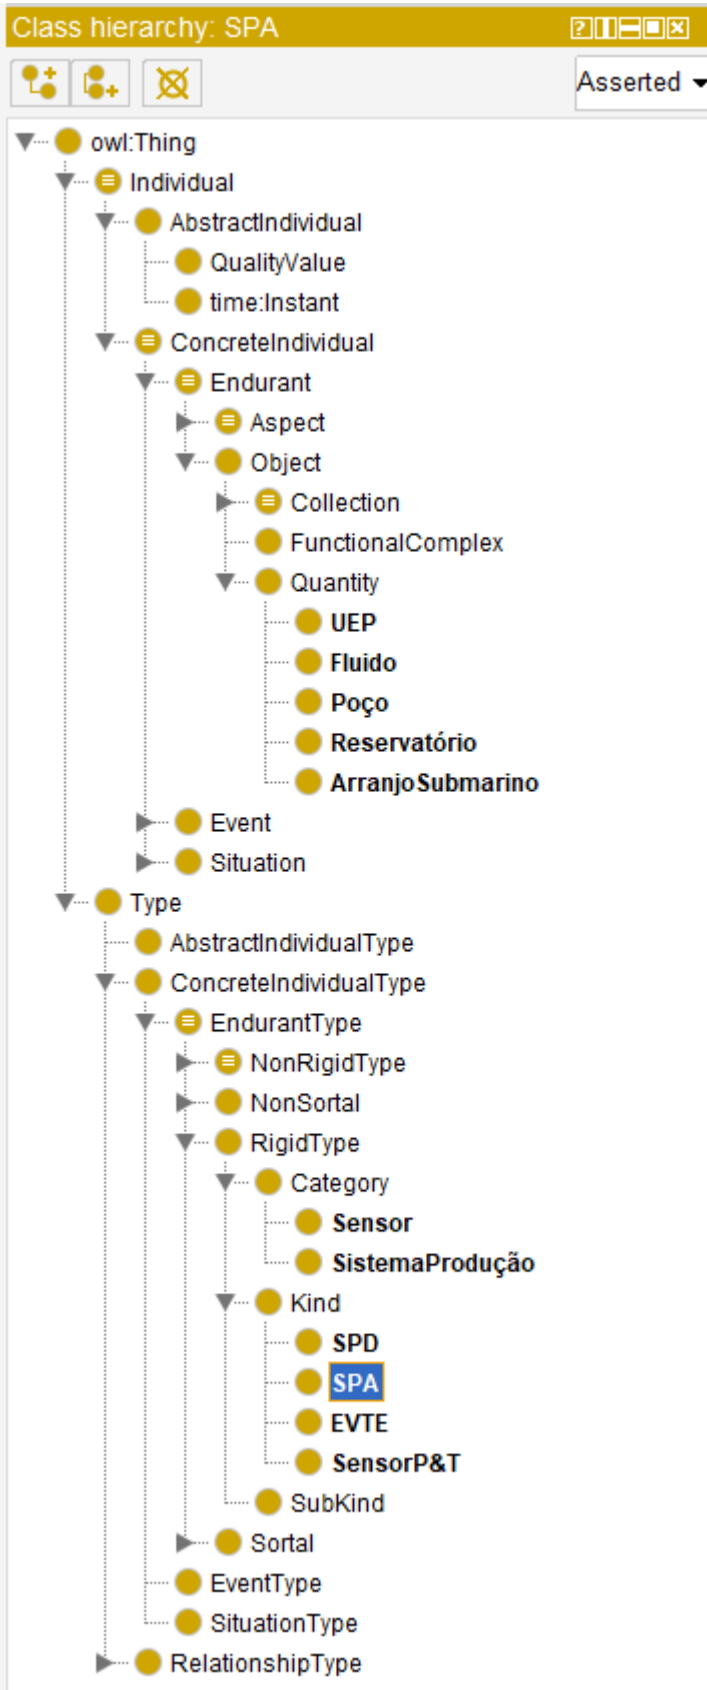 Class hierarchy: SPA
Asserted
owl:Thing
Individual
AbstractIndividual
QualityValue
time:Instant
ConcreteIndividual
Endurant
Aspect
Object
Collection
FunctionalComplex
Quantity
UEP
Fluido
Poço
Reservatório
ArranjoSubmarino
Event
Situation
Type
AbstractIndividualType
ConcreteIndividualType
EndurantType
NonRigidType
NonSortal
RigidType
Category
Sensor
SistemaProdução
Kind
SPD
SPA
EVTE
SensorP&T
SubKind
Sortal
EventType
SituationType
RelationshipType